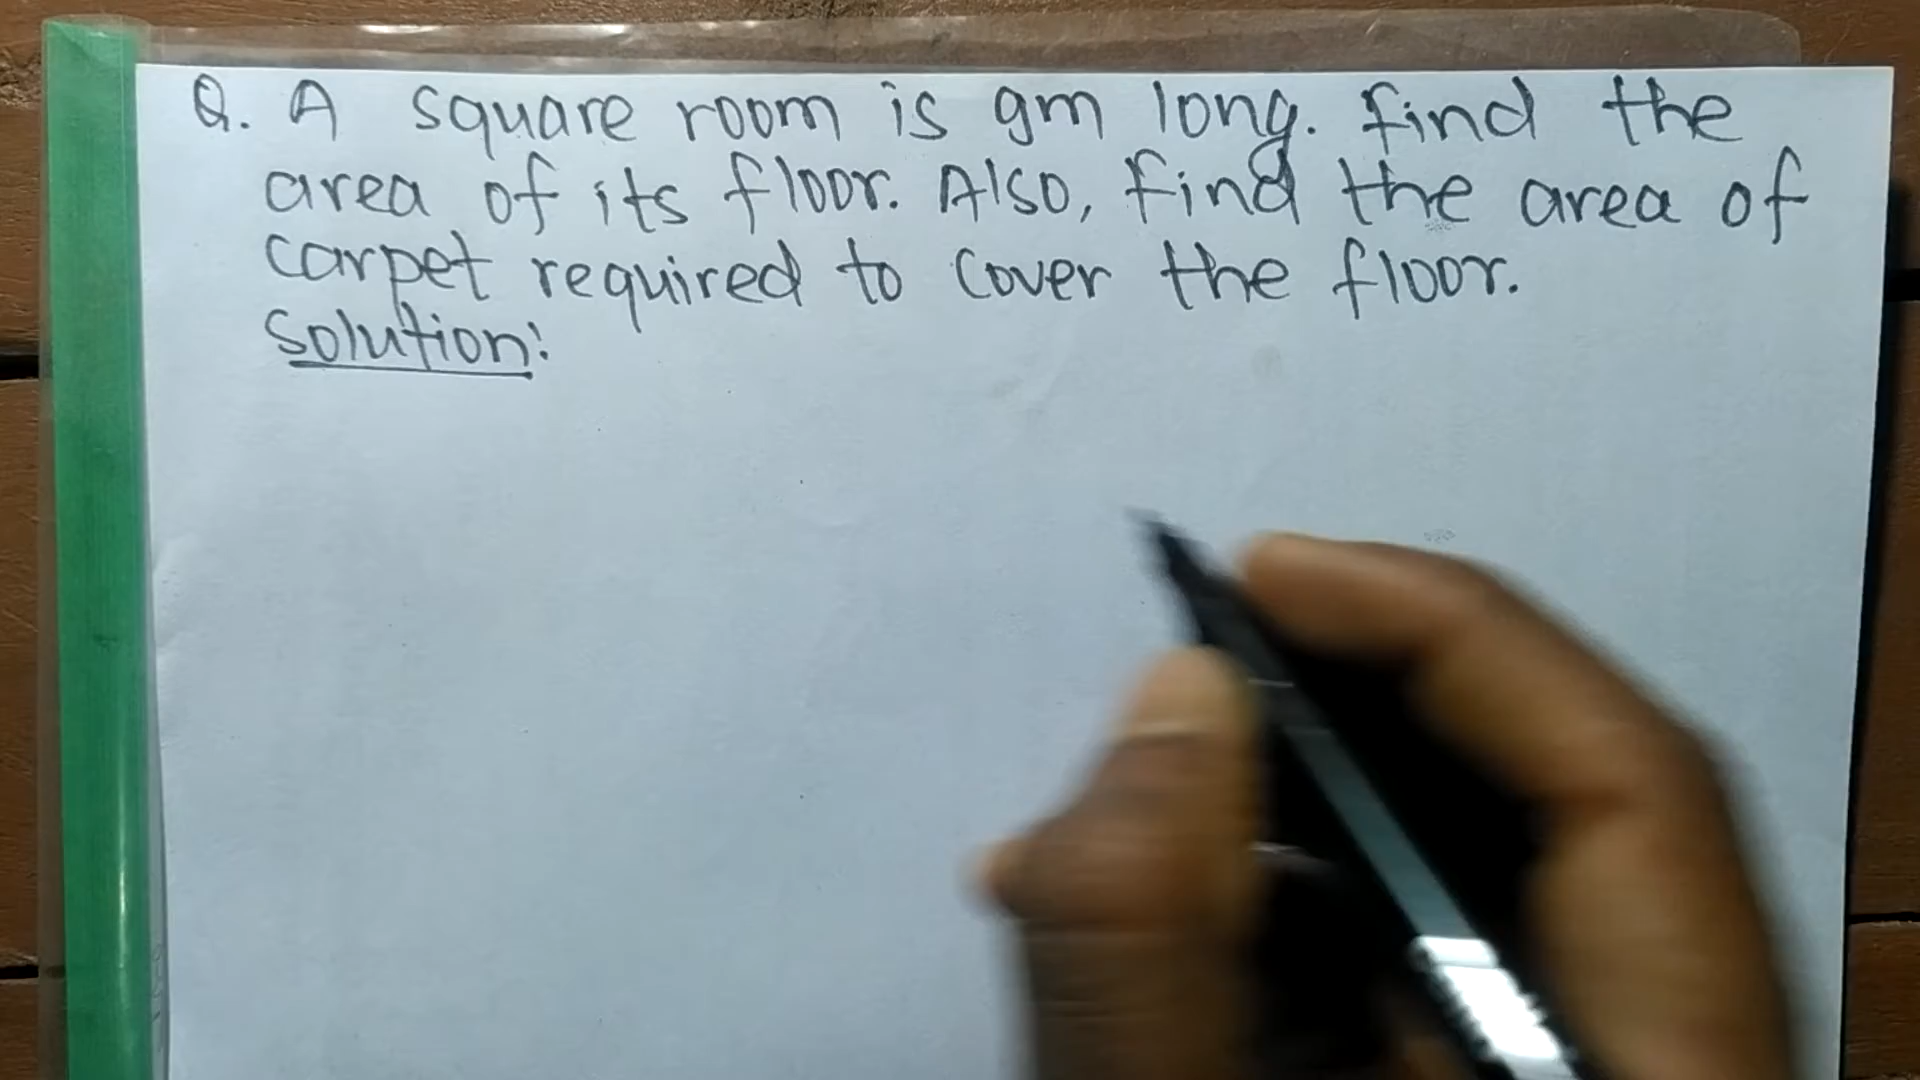 Q. A square room is 9m long. Find the
area of its floor. Also, find the area of
carpet required to cover the floor.
Solution: